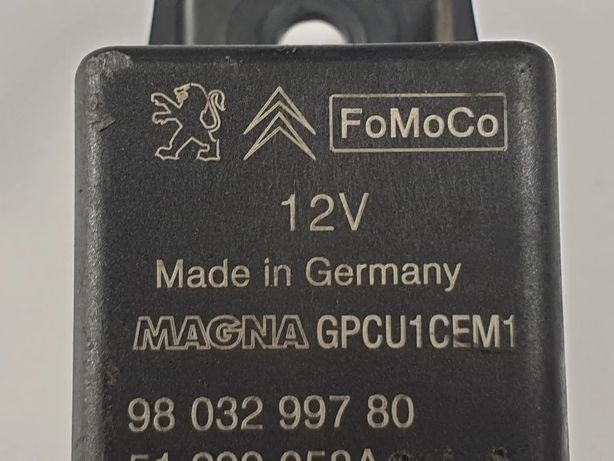 FoMoCo
12V
Made in Germany
MAGNA GPCU1CEM1
98 032 997 80